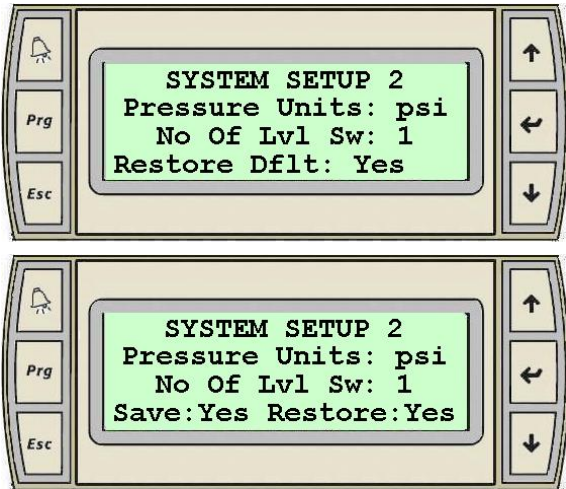 SYSTEM SETUP 2
Pressure Units: psi
No Of Lvl Sw: 1
Restore Dflt: Yes
Prg
Esc
SYSTEM SETUP 2
Pressure Units: psi
No Of Lvl Sw: 1
Save:Yes Restore:Yes
Prg
Esc